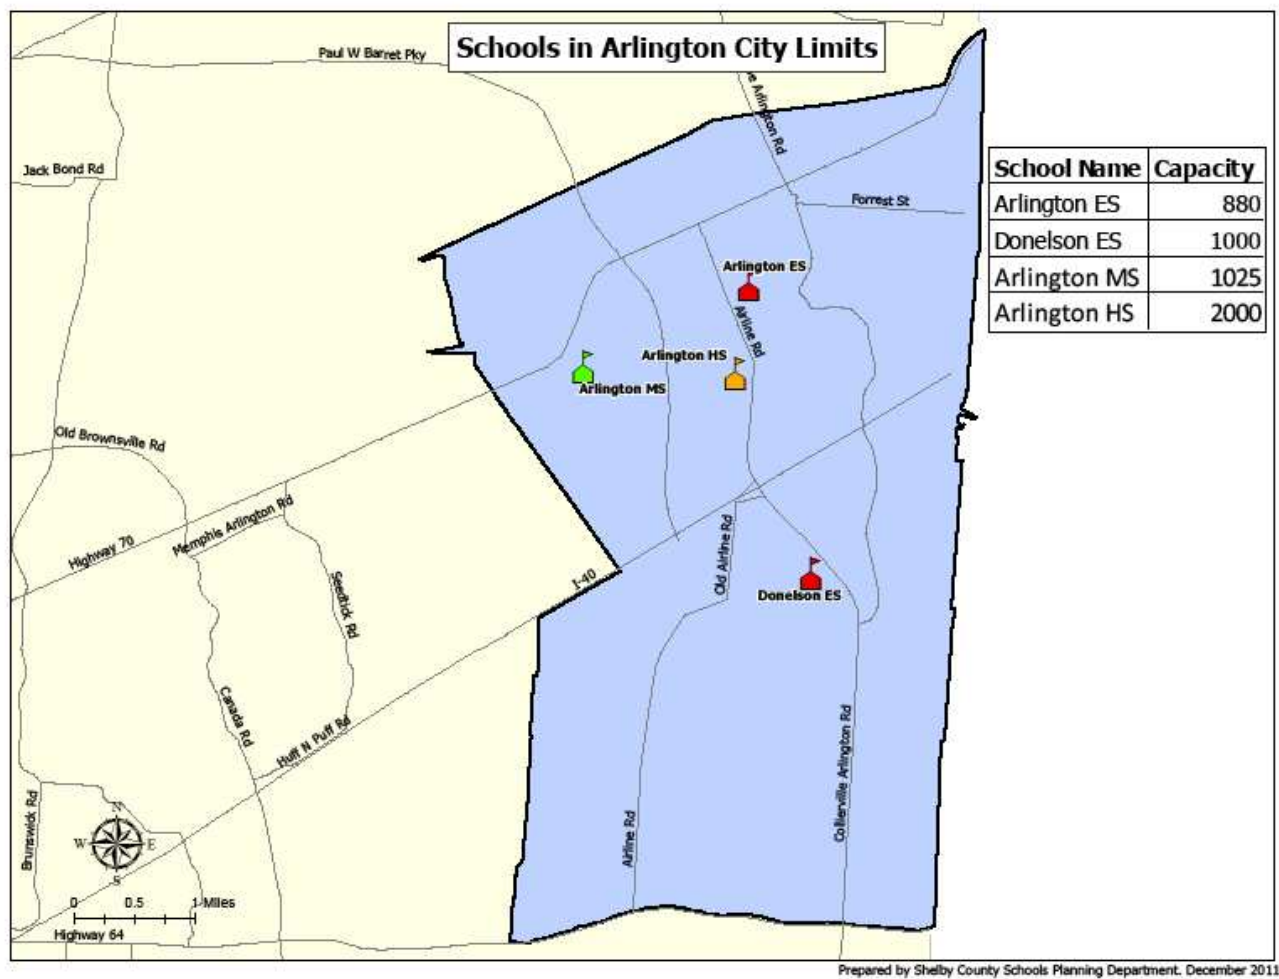 Schools in Arlington City Limits
Paul W Barret Pky
Arlington Rd
Jack Bond Rd
Forrest St
School Name Capacity
Arlington ES 880
Donelson ES 1000
Arlington MS 1025
Arlington HS 2000
Arlington ES
Airline Rd
Arlington HS
Arlington MS
Old Brownsville Rd
Memphis Arlington Rd
Highway 70
Seedtick Rd
I-40
Old Airline Rd
Donelson ES
Canada Rd
Huff N Puff Rd
Collierville Arlington Rd
Airline Rd
Brunswick Rd
N
W E
S
0 0.5 1 Miles
Highway 64
Prepared by Shelby County Schools Planning Department. December 2011